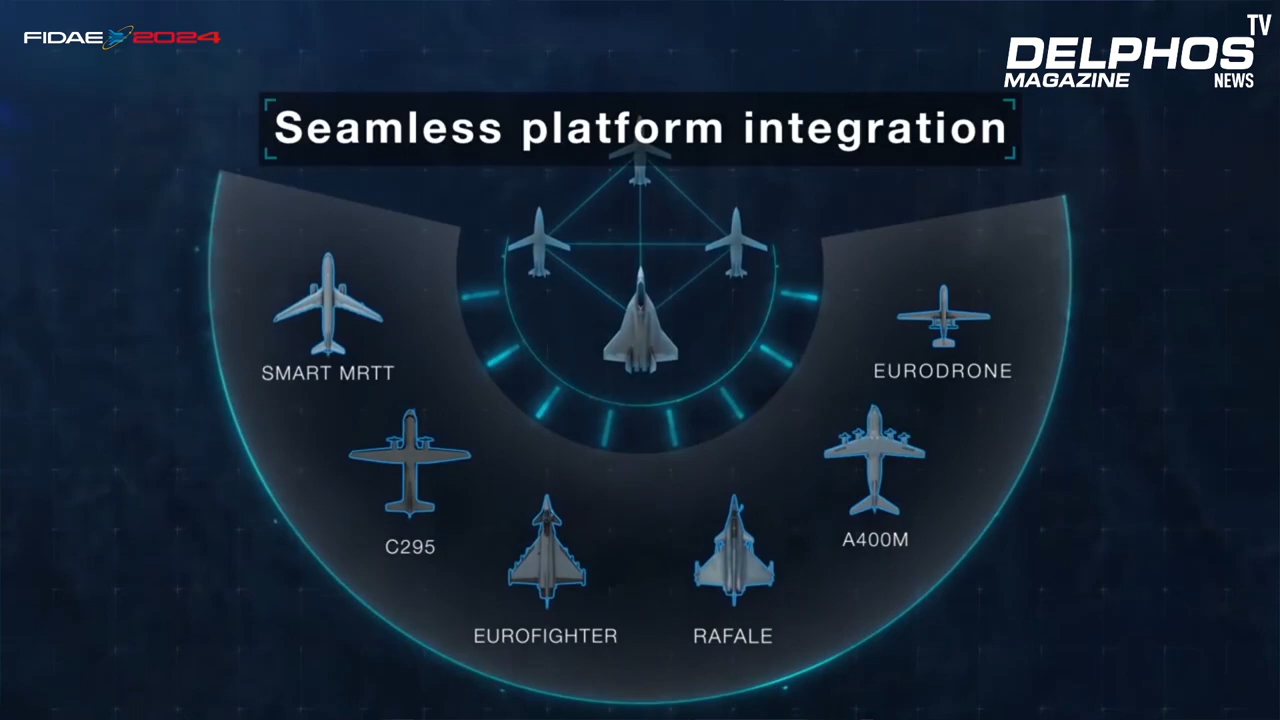 FIDAE 2024
TV
DELPHOS
MAGAZINE NEWS
Seamless platform integration
SMART MRTT
EURODRONE
C295
A400M
EUROFIGHTER
RAFALE